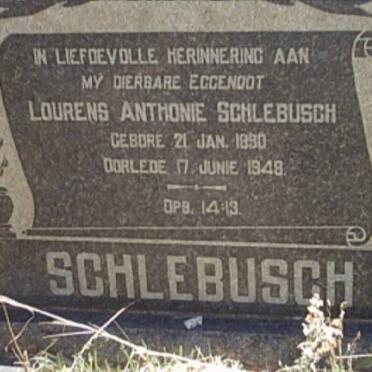 IN LIEFDEVOLLE HERINNERING AAN
MY DIERBARE EGGENOOT
LOURENS ANTHONIE SCHLEBUSCH
GEBORE 21 JAN. 1890
OORLEDE 17 JUNIE 1948.
OPB. 14:13.
SCHLEBUSCH